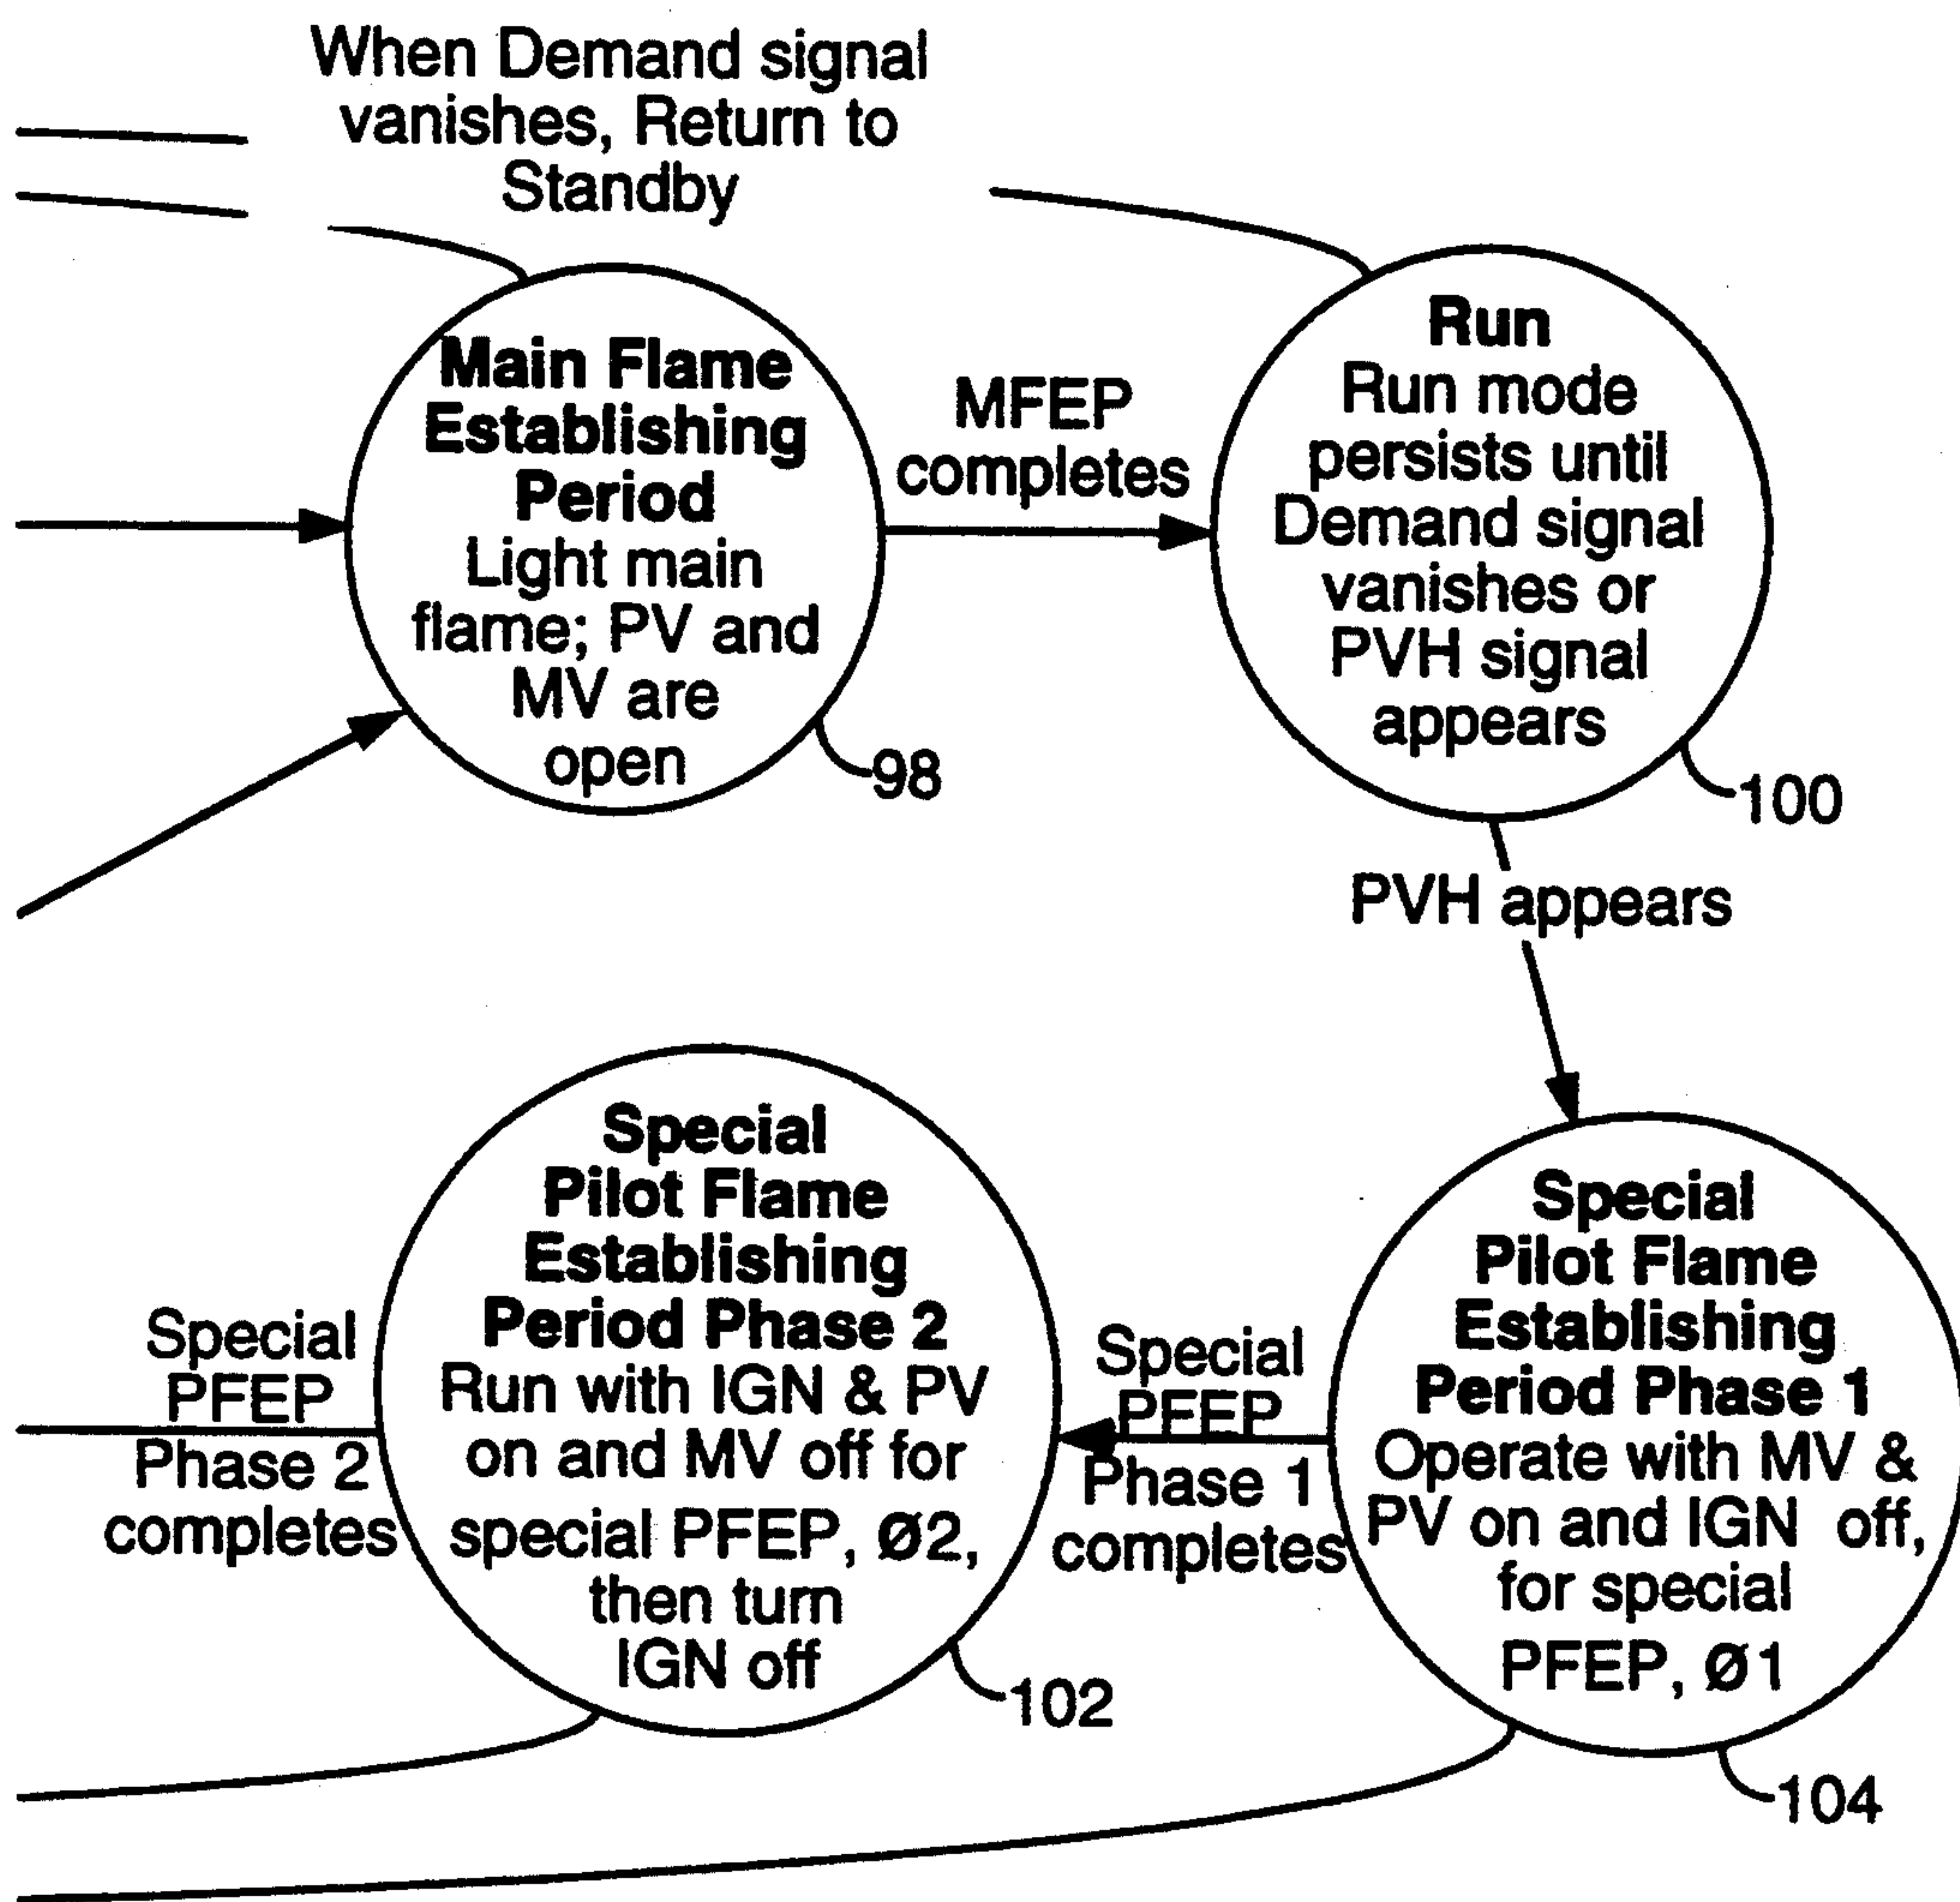 When Demand signal
vanishes, Return to
Standby
Main Flame
Establishing
Period
Light main
flame; PV and
MV are
open
98
MFEP
completes
Run
Run mode
persists until
Demand signal
vanishes or
PVH signal
appears
100
PVH appears
Special
Pilot Flame
Establishing
Period Phase 1
Operate with MV &
PV on and IGN off,
for special
PFEP, Ø1
104
Special
PFEP
Phase 1
completes
Special
Pilot Flame
Establishing
Period Phase 2
Run with IGN & PV
on and MV off for
special PFEP, Ø2,
then turn
IGN off
102
Special
PFEP
Phase 2
completes